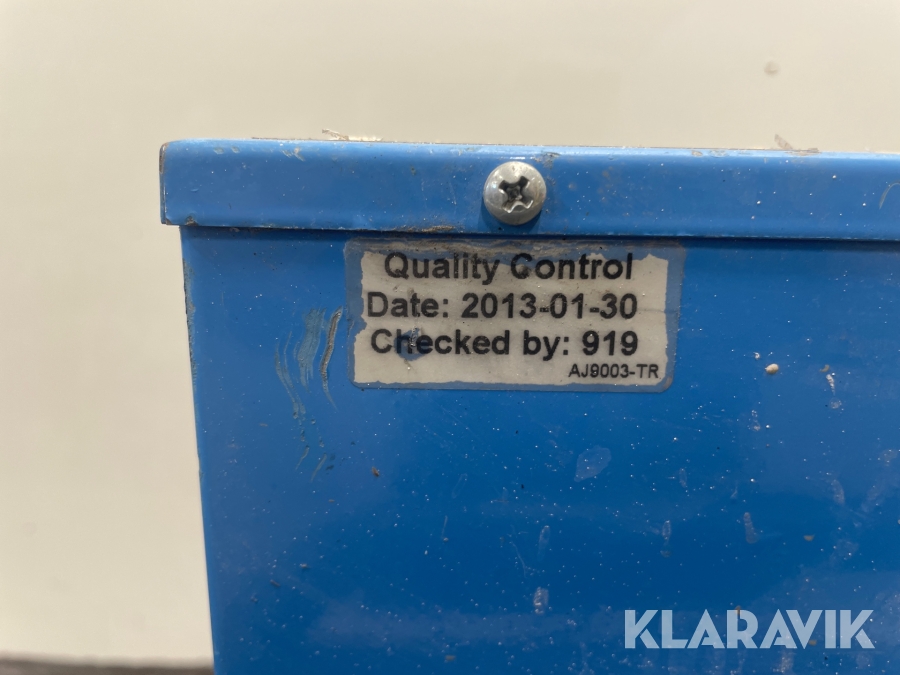 Quality Control
Date: 2013-01-30
Checked by: 919
AJ9003-TR
KLARAVIK